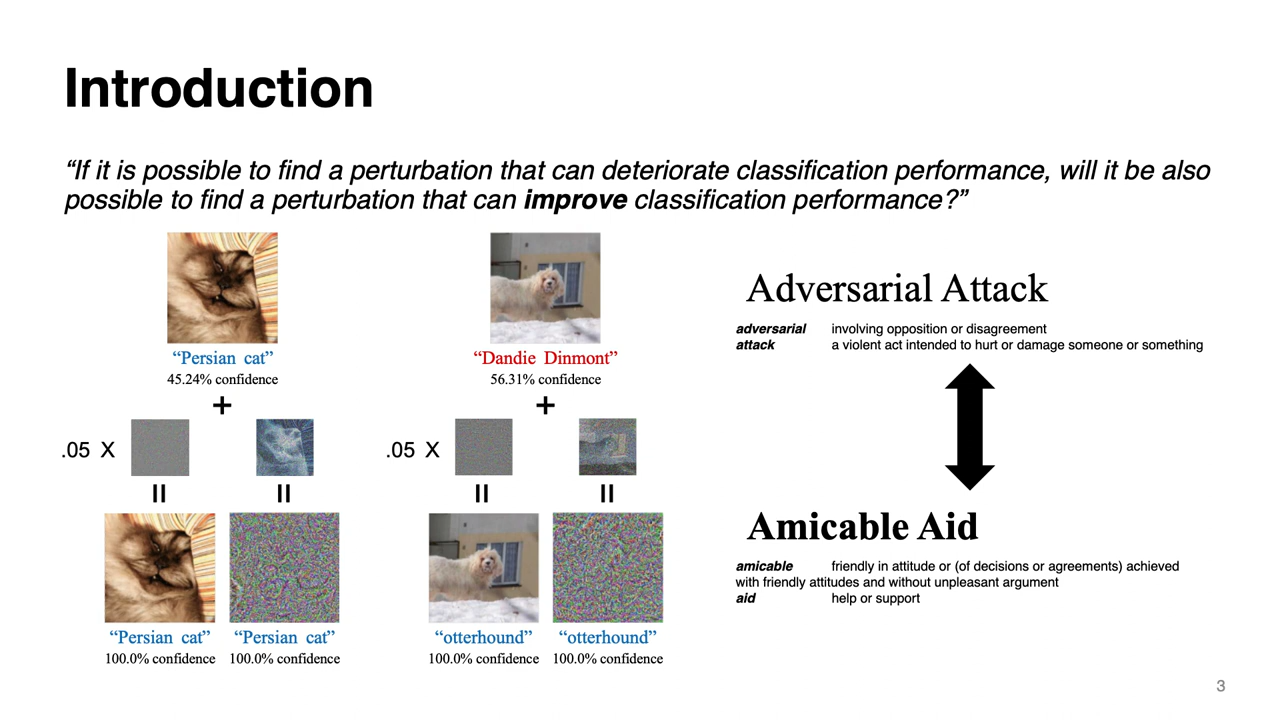 Introduction
“If it is possible to find a perturbation that can deteriorate classification performance, will it be also
possible to find a perturbation that can improve classification performance?”
“Persian cat”
45.24% confidence
+
.05 X
=
=
“Persian cat”
100.0% confidence
“Persian cat”
100.0% confidence
“Dandie Dinmont”
56.31% confidence
+
.05 X
=
=
“otterhound”
100.0% confidence
“otterhound”
100.0% confidence
Adversarial Attack
adversarial involving opposition or disagreement
attack a violent act intended to hurt or damage someone or something
Amicable Aid
amicable friendly in attitude or (of decisions or agreements) achieved
with friendly attitudes and without unpleasant argument
aid help or support
3